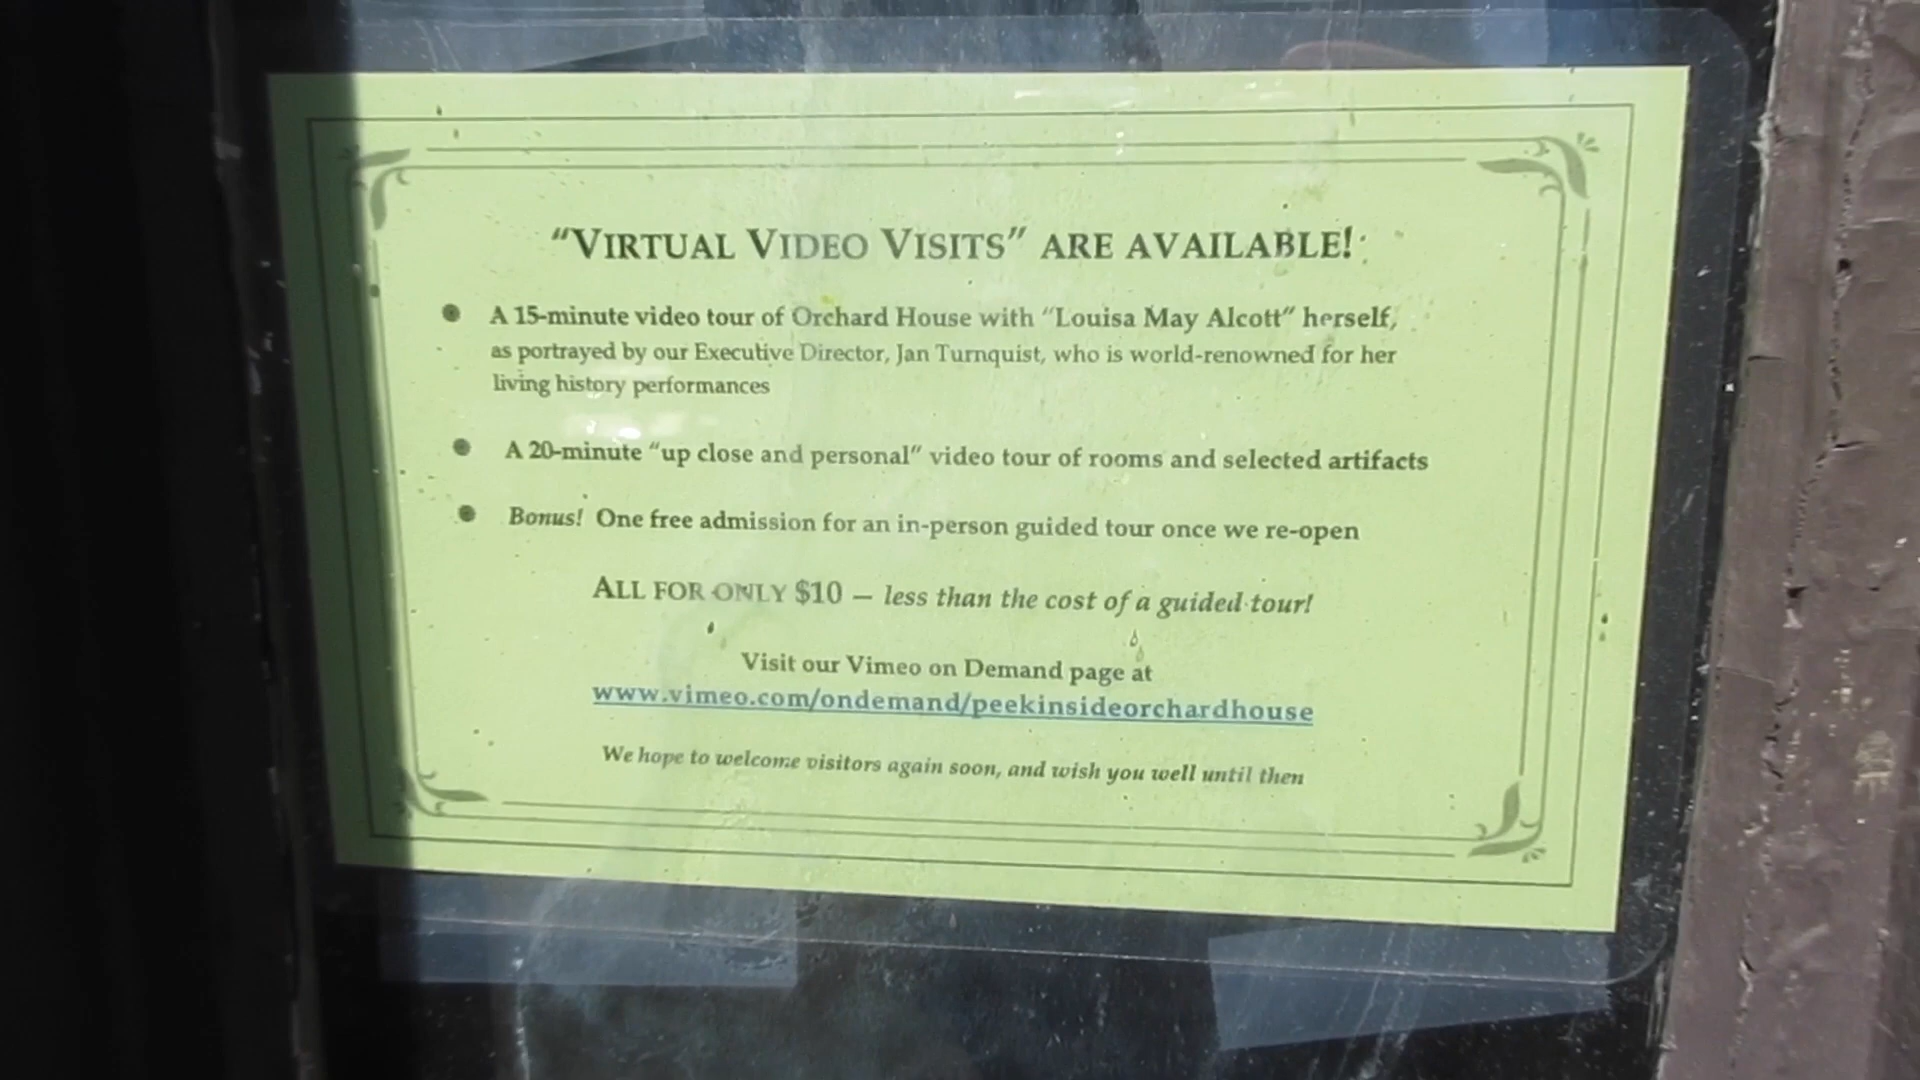 “VIRTUAL VIDEO VISITS” ARE AVAILABLE!
● A 15-minute video tour of Orchard House with “Louisa May Alcott” herself,
as portrayed by our Executive Director, Jan Turnquist, who is world-renowned for her
living history performances
● A 20-minute “up close and personal” video tour of rooms and selected artifacts
● Bonus! One free admission for an in-person guided tour once we re-open
ALL FOR ONLY $10 — less than the cost of a guided tour!
Visit our Vimeo on Demand page at
www.vimeo.com/ondemand/peekinsideorchardhouse
We hope to welcome visitors again soon, and wish you well until then